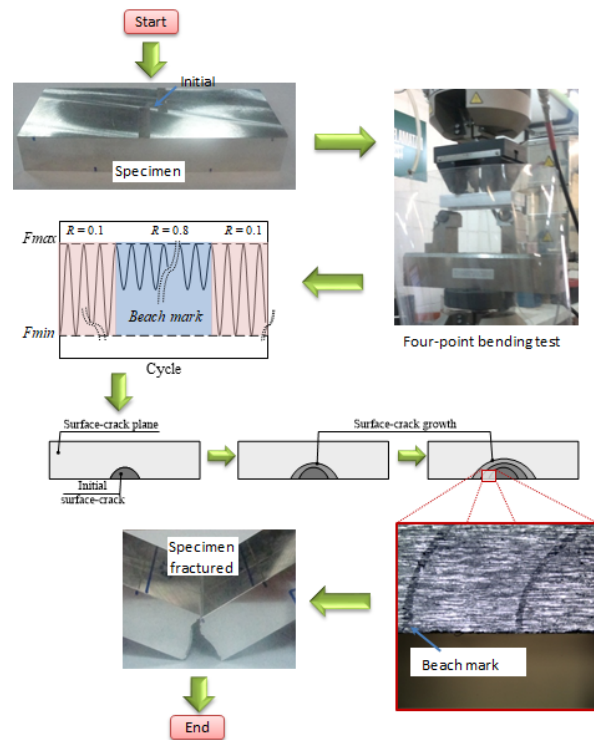 Start
Initial
Specimen
Four-point bending test
R = 0.1 R = 0.8 R = 0.1
Fmax
Beach mark
Fmin
Cycle
Surface-crack plane
Surface-crack growth
Initial
surface-crack
Specimen
fractured
Beach mark
End